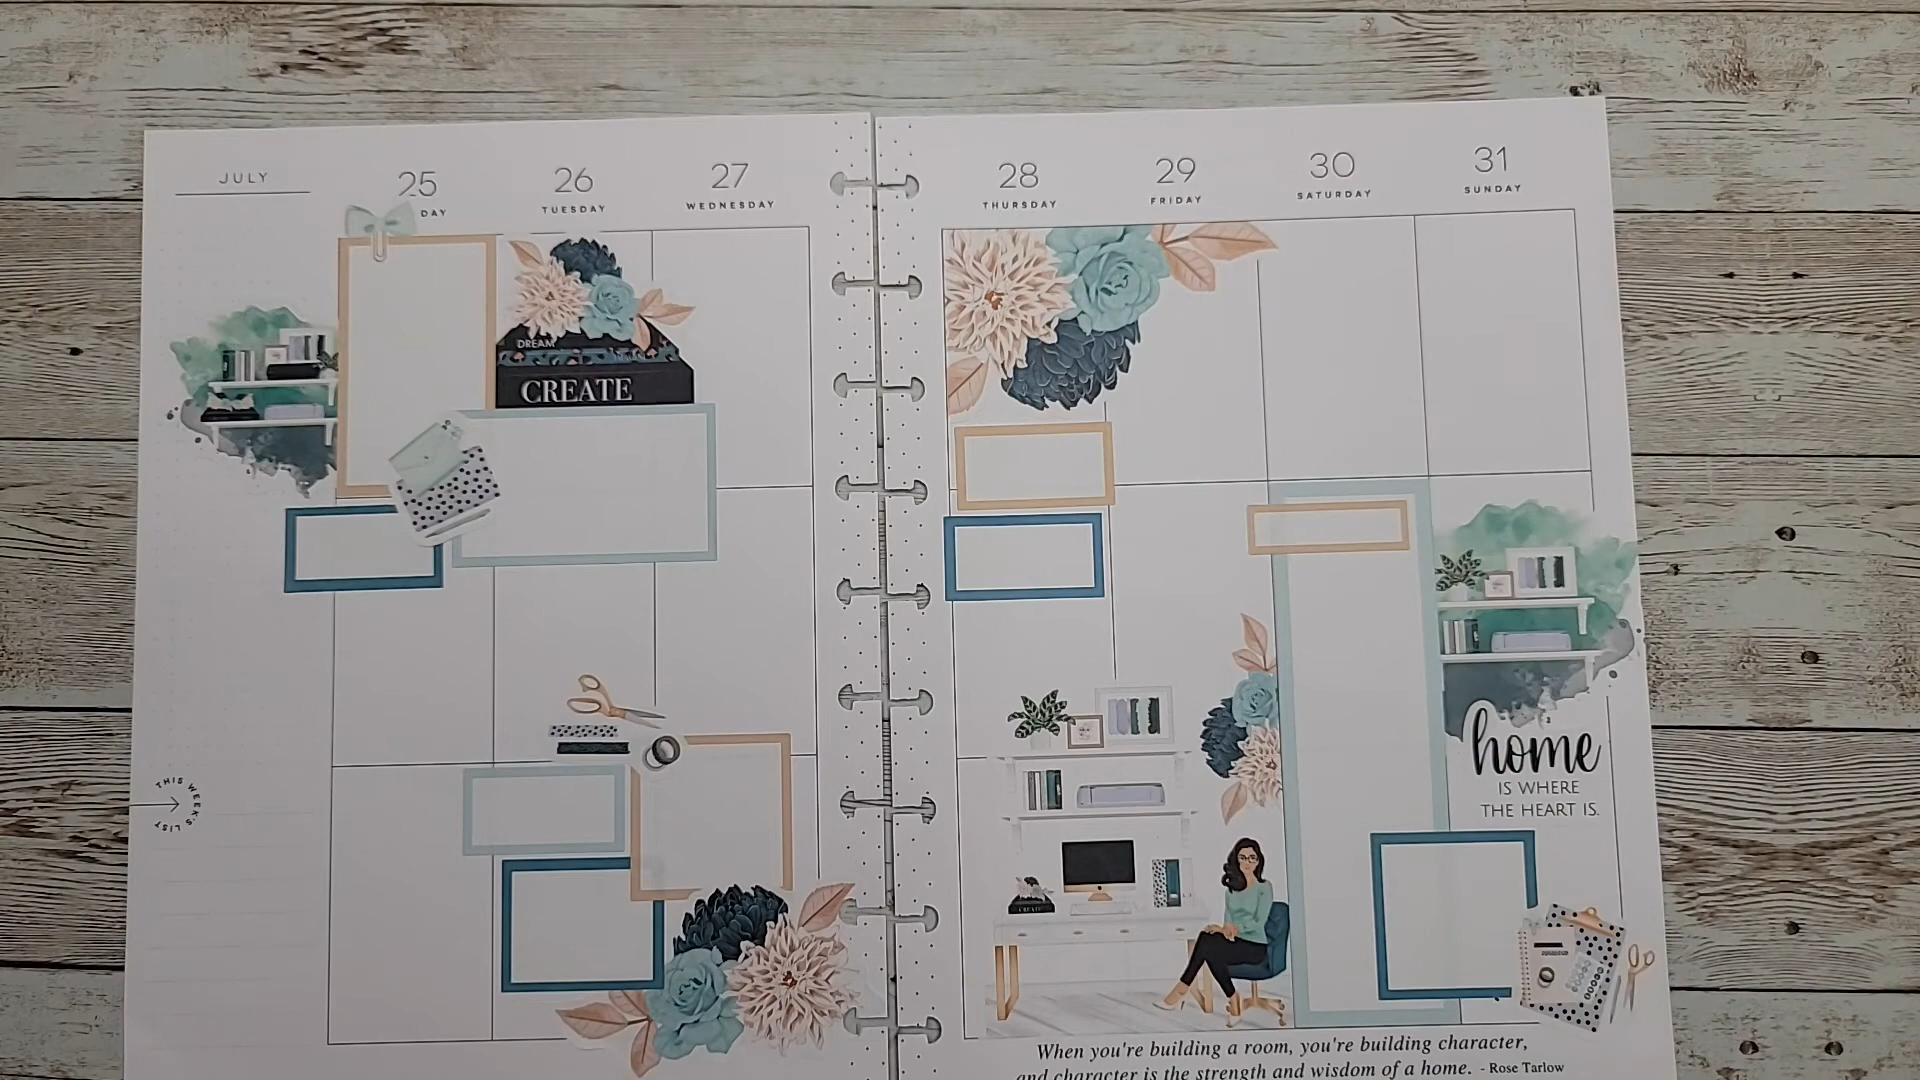 JULY
25
DAY
26
TUESDAY
27
WEDNESDAY
28
THURSDAY
29
FRIDAY
30
SATURDAY
31
SUNDAY
DREAM
CREATE
THIS WEEK'S LIST
home
IS WHERE
THE HEART IS.
CREATE
When you're building a room, you're building character,
and character is the strength and wisdom of a home. - Rose Tarlow